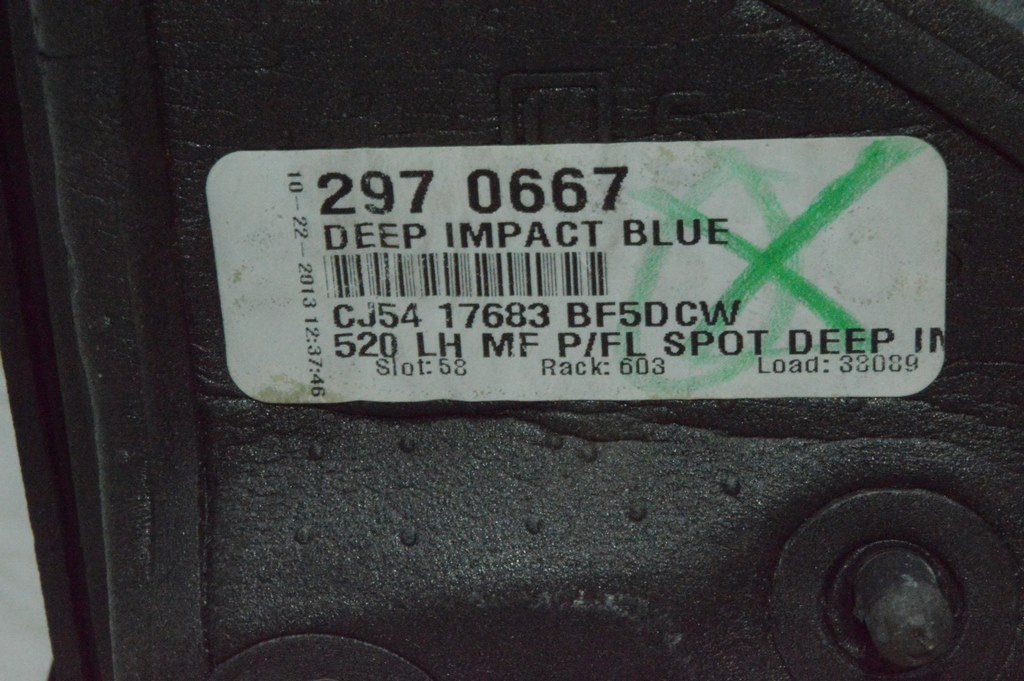 297 0667
DEEP IMPACT BLUE
CJ54 17683 BF5DCW
520 LH MF P/FL SPOT DEEP IN
Slot: 58 Rack: 603 Load: 38089
10-22-2013 12:37:46